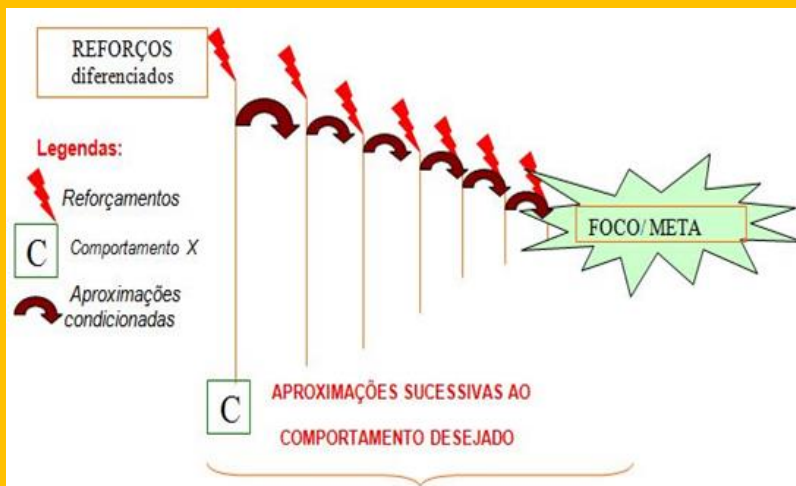 REFORÇOS
diferenciados
Legendas:
Reforçamentos
C
Comportamento X
Aproximações
condicionadas
FOCO/ META
C
APROXIMAÇÕES SUCESSIVAS AO
COMPORTAMENTO DESEJADO